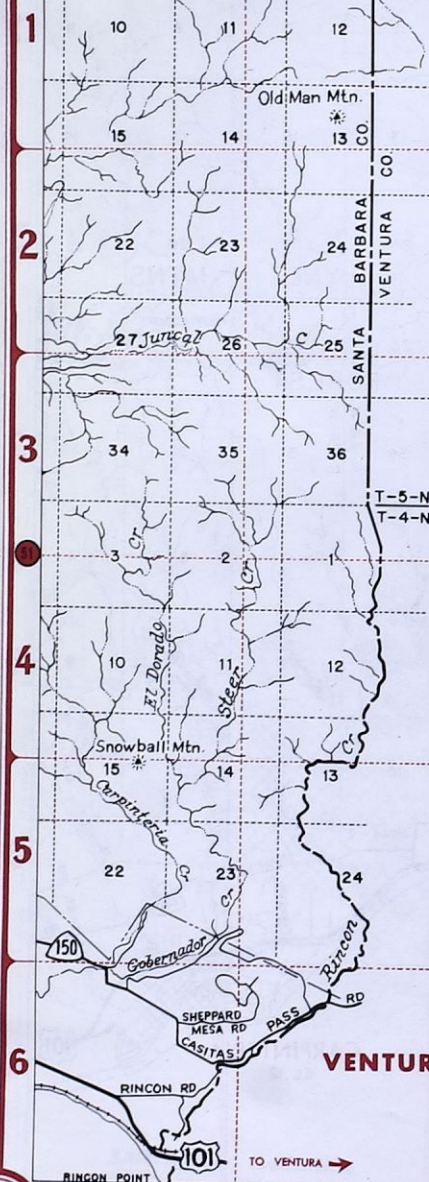 1
10 11 12
Old Man Mtn.
15 14 13
SANTA BARBARA CO.
VENTURA CO.
2
22 23 24
27 Juncal 26 C 25
3
34 35 36
T-5-N
T-4-N
51
3 Cr 2 Cr 1
4
10 El Dorado 11 Steer 12
Snowball Mtn.
Cr
15 14 13
Carpinteria
5
22 Cr 23 24
Cr
Rincon
150
Gobernador
SHEPPARD
MESA RD
CASITAS PASS RD
6
VENTUR
RINCON RD
101
TO VENTURA
RINCON POINT